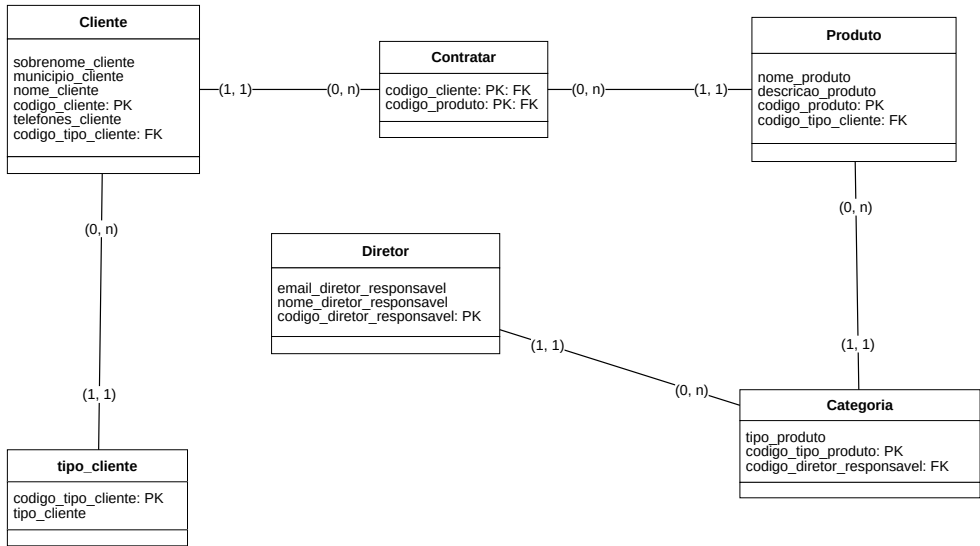 Cliente
sobrenome_cliente
municipio_cliente
nome_cliente
codigo_cliente: PK
telefones_cliente
codigo_tipo_cliente: FK
(1, 1)
(0, n)
Contratar
codigo_cliente: PK: FK
codigo_produto: PK: FK
(0, n)
(1, 1)
Produto
nome_produto
descricao_produto
codigo_produto: PK
codigo_tipo_cliente: FK
(0, n)
(1, 1)
tipo_cliente
codigo_tipo_cliente: PK
tipo_cliente
Diretor
email_diretor_responsavel
nome_diretor_responsavel
codigo_diretor_responsavel: PK
(1, 1)
(0, n)
(0, n)
(1, 1)
Categoria
tipo_produto
codigo_tipo_produto: PK
codigo_diretor_responsavel: FK